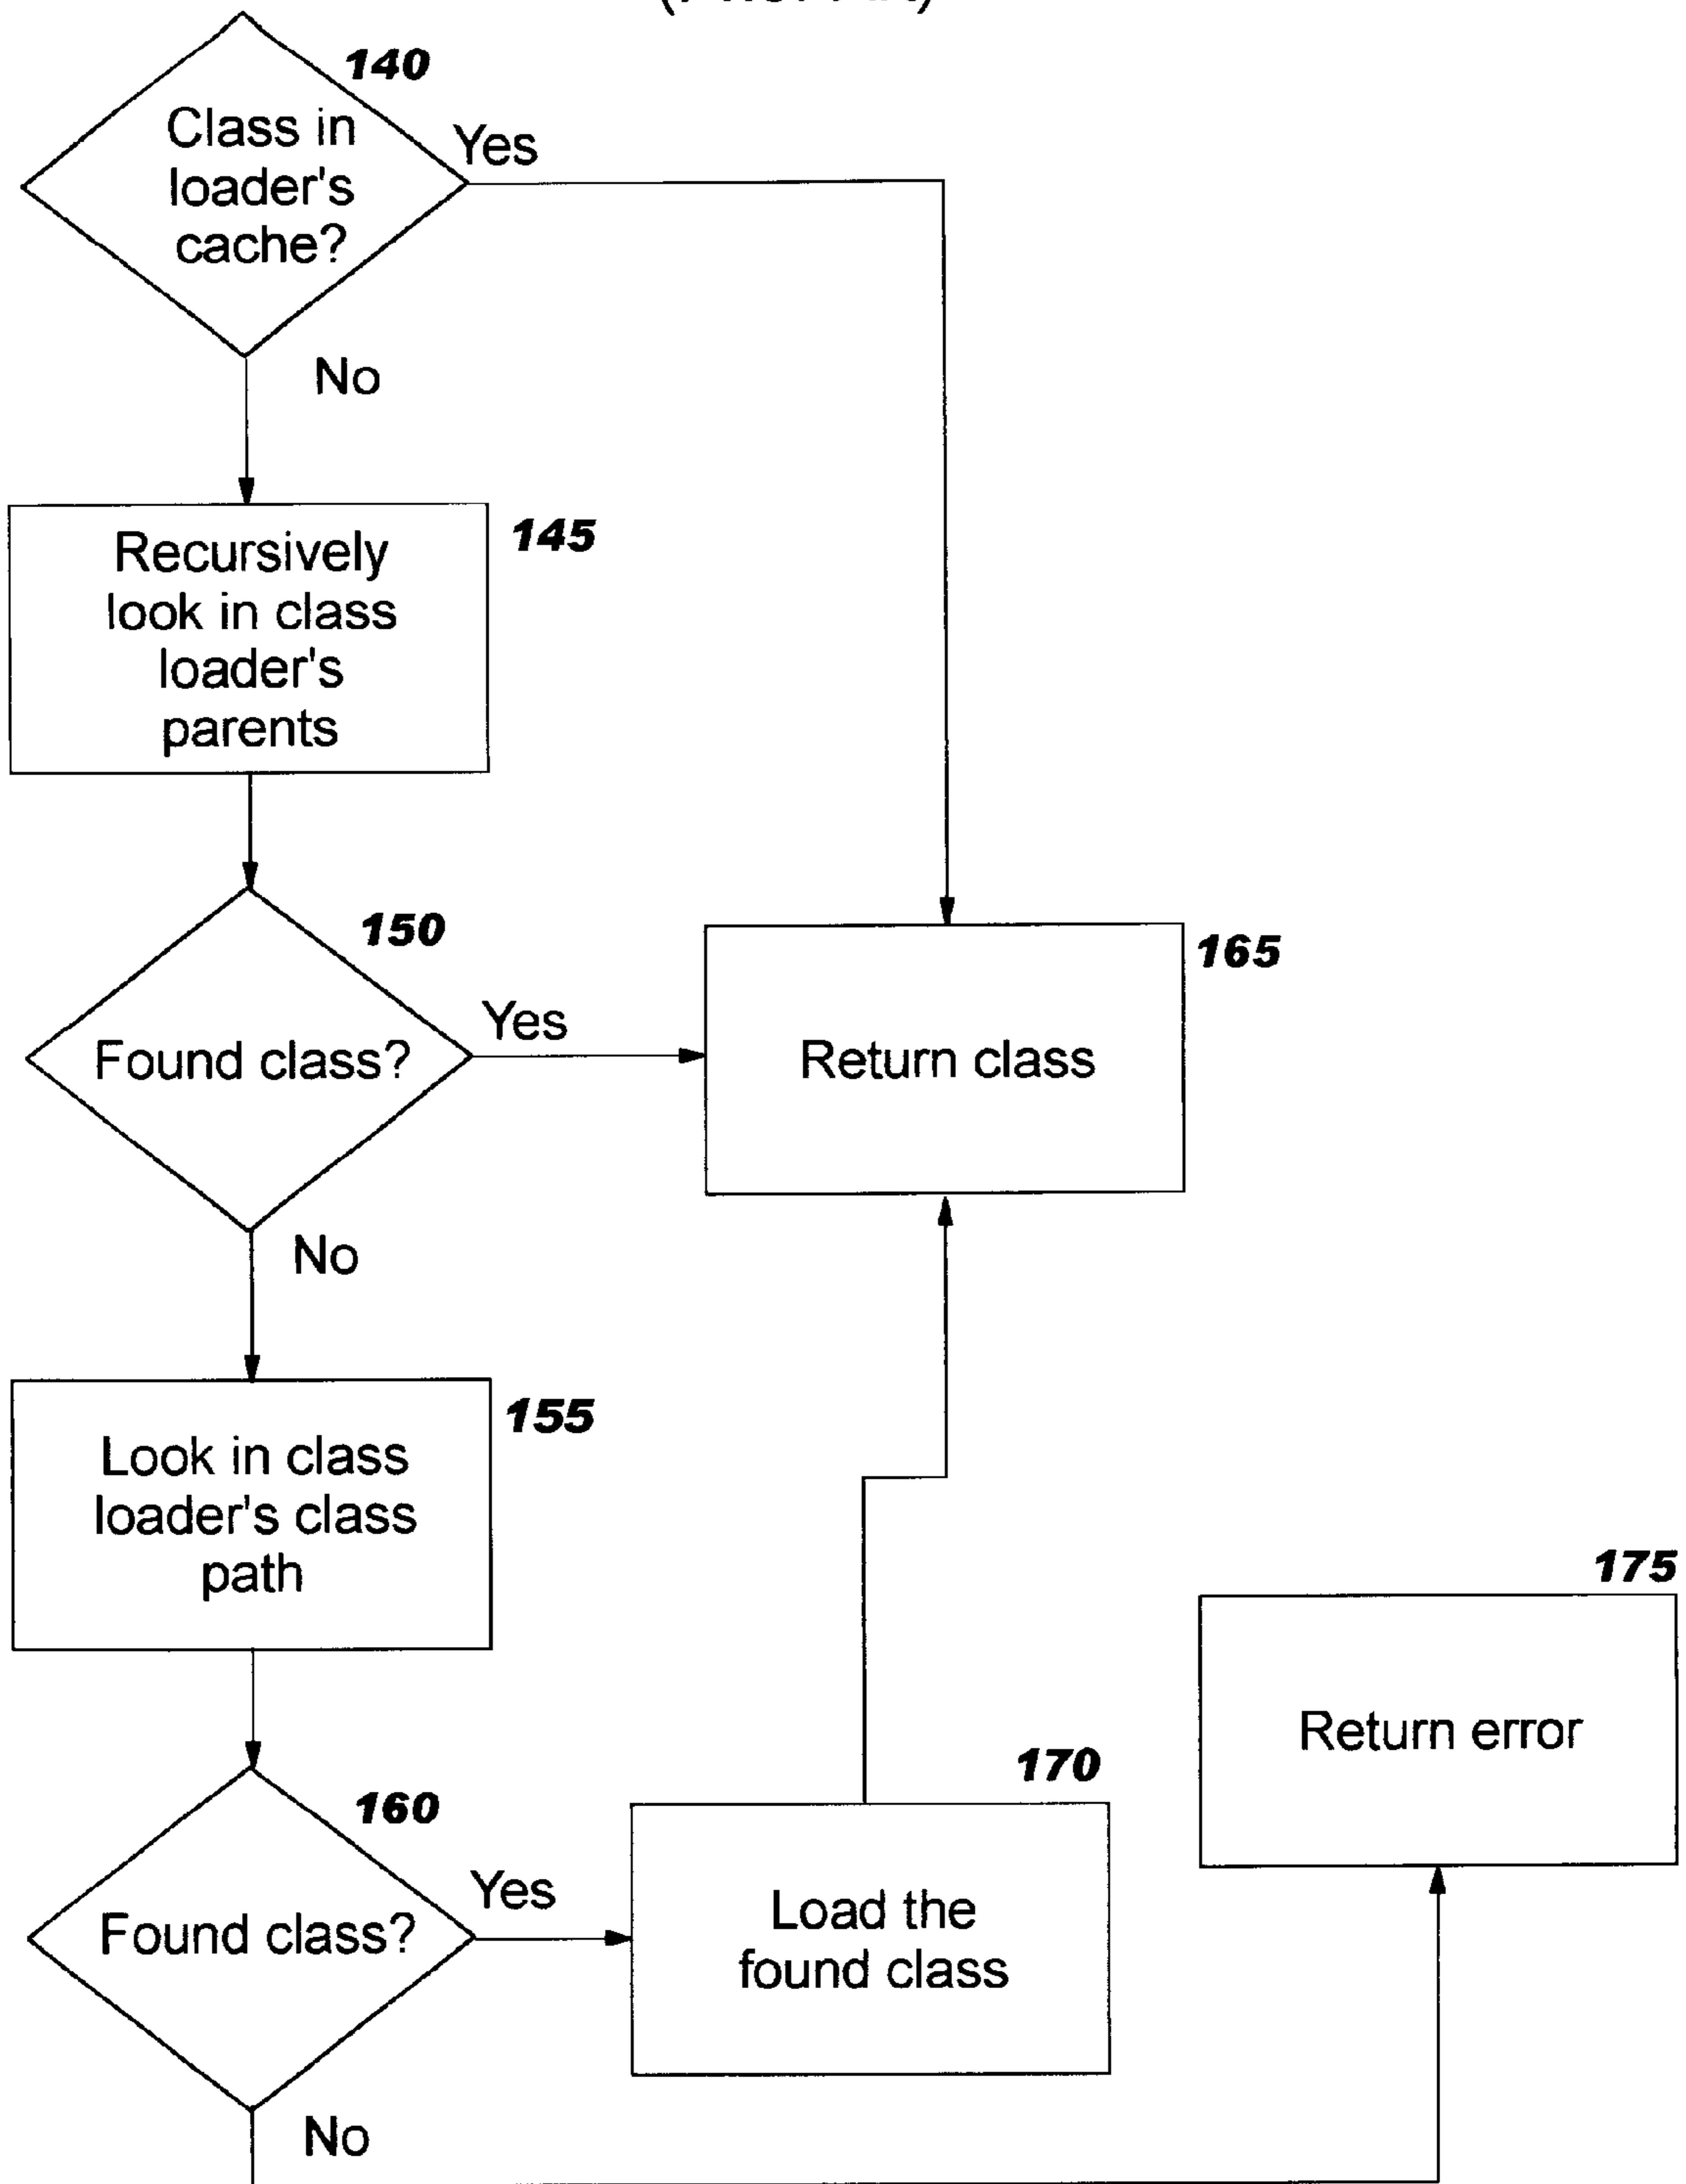 140
Class in
loader's
cache?
Yes
No
Recursively
look in class
loader's
parents
145
150
Found class?
Yes
No
Return class
165
Look in class
loader's class
path
155
160
Found class?
Yes
No
170
Load the
found class
175
Return error